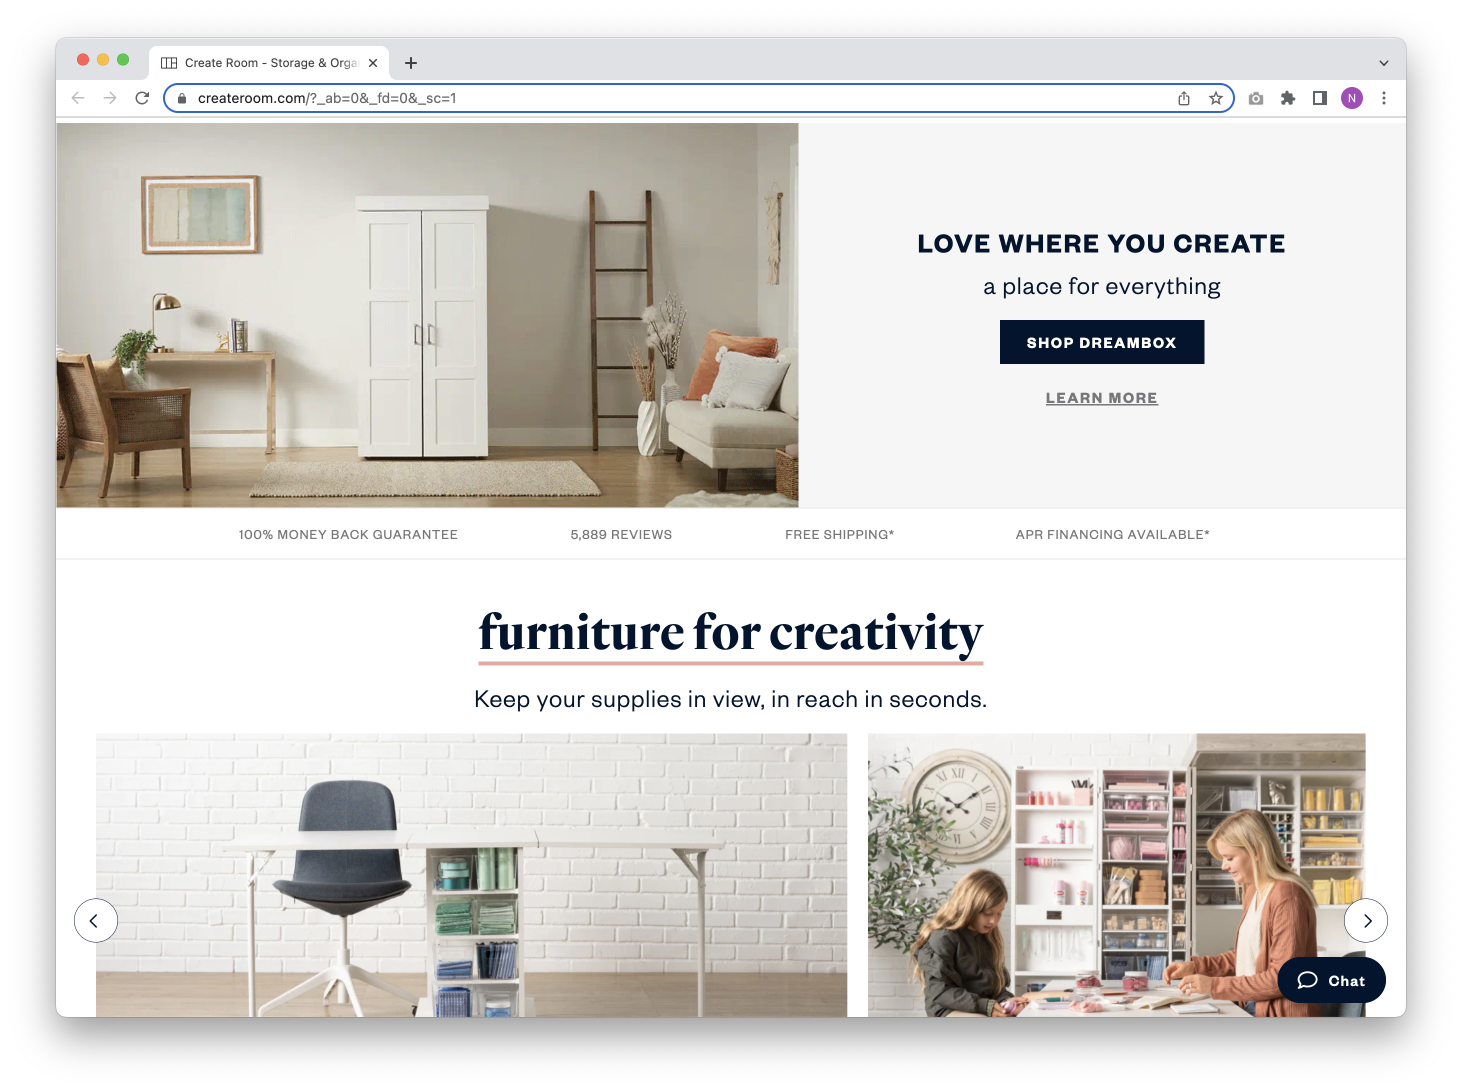 Create Room - Storage & Orga
createroom.com/?_ab=0&_fd=0&_sc=1
N
LOVE WHERE YOU CREATE
a place for everything
SHOP DREAMBOX
LEARN MORE
100% MONEY BACK GUARANTEE
5,889 REVIEWS
FREE SHIPPING*
APR FINANCING AVAILABLE*
furniture for creativity
Keep your supplies in view, in reach in seconds.
Chat